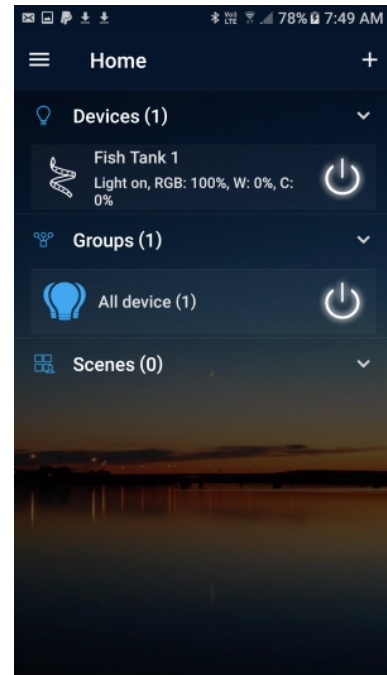 VoLTE 78% 7:49 AM
Home +
Devices (1)
Fish Tank 1
Light on, RGB: 100%, W: 0%, C:
0%
Groups (1)
All device (1)
Scenes (0)